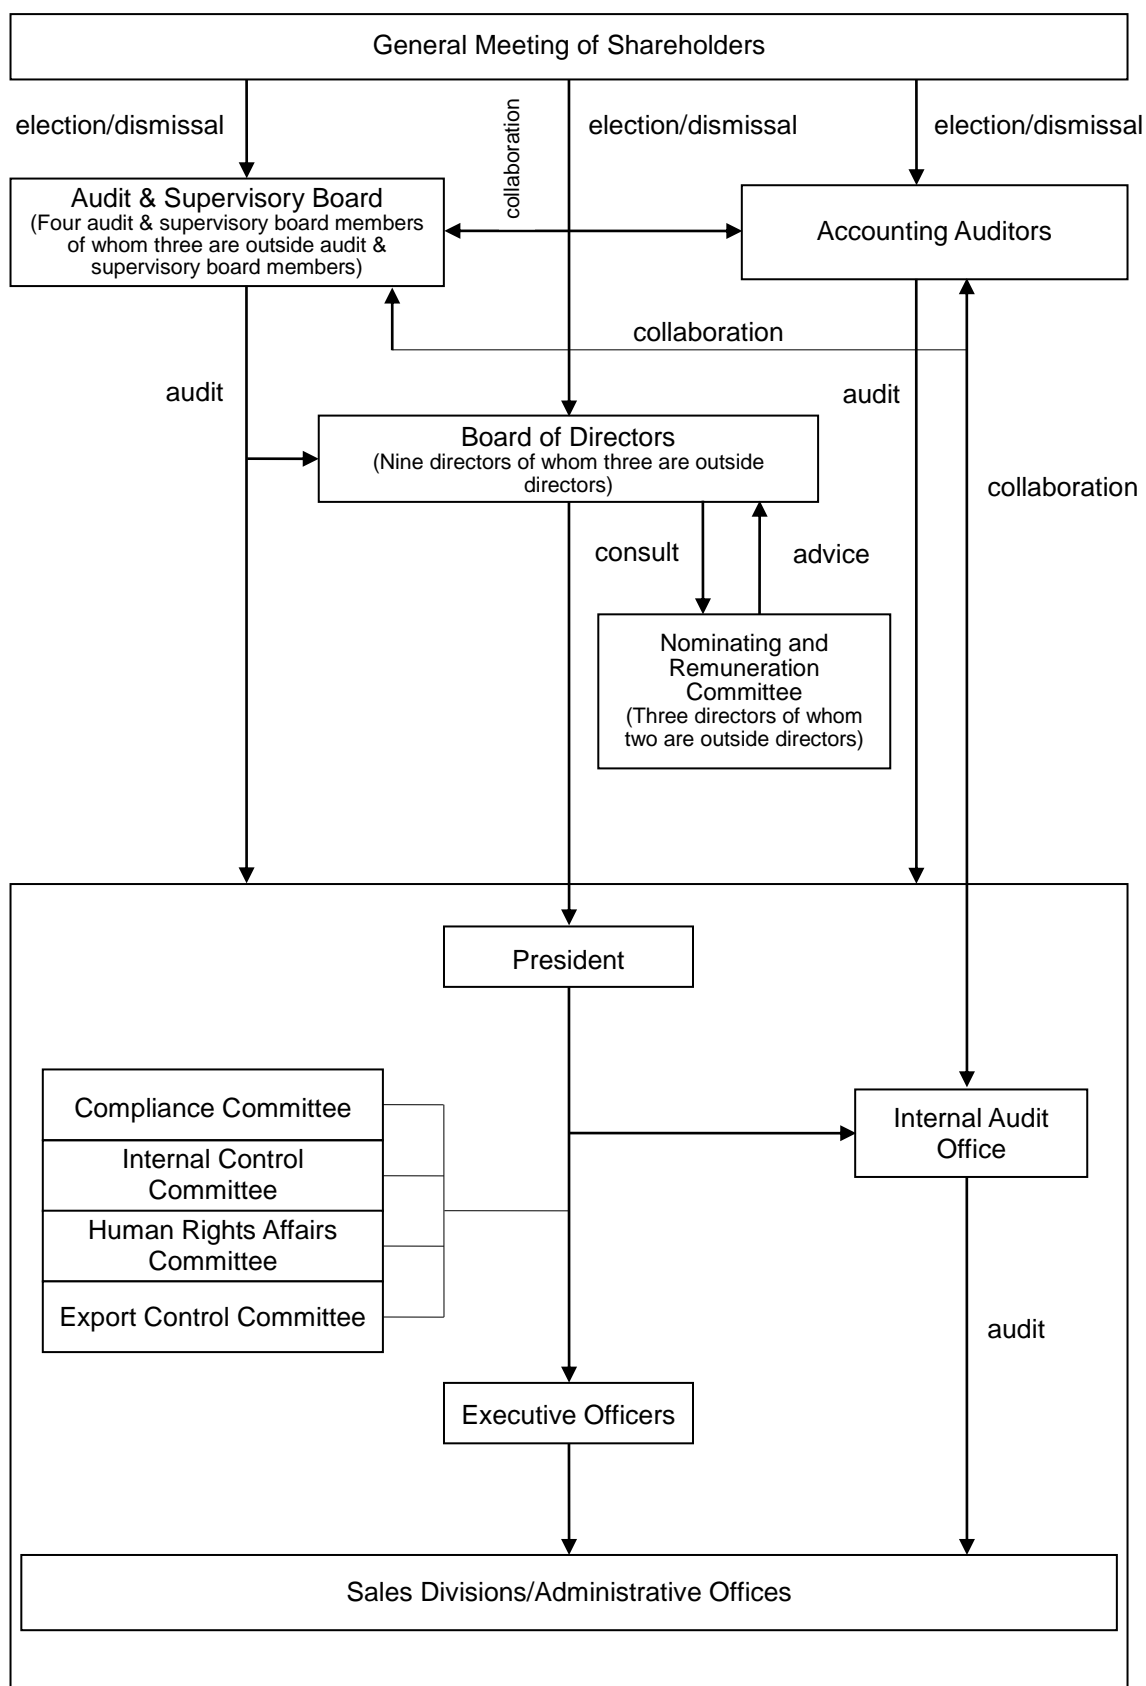 General Meeting of Shareholders
election/dismissal
collaboration
election/dismissal
election/dismissal
Audit & Supervisory Board
(Four audit & supervisory board members
of whom three are outside audit &
supervisory board members)
Accounting Auditors
collaboration
audit
audit
Board of Directors
(Nine directors of whom three are outside
directors)
collaboration
consult
advice
Nominating and
Remuneration
Committee
(Three directors of whom
two are outside directors)
President
Compliance Committee
Internal Control
Committee
Human Rights Affairs
Committee
Export Control Committee
Internal Audit
Office
audit
Executive Officers
Sales Divisions/Administrative Offices